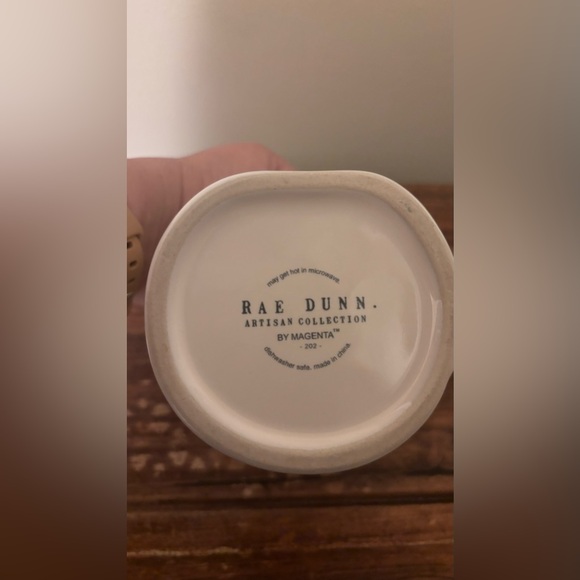 may get hot in microwave.
RAE DUNN.
ARTISAN COLLECTION
BY MAGENTA™
- 202 -
dishwasher safe, made in china.